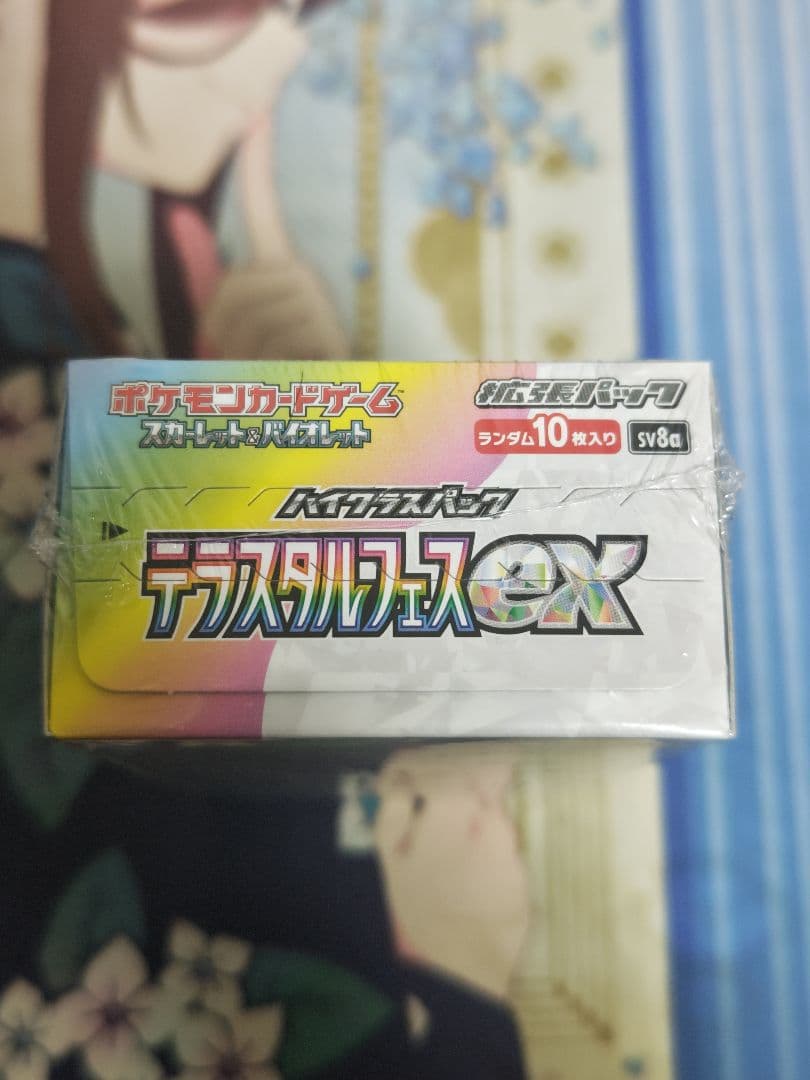 ポケモンカードゲーム™
スカーレット&バイオレット
拡張パック
ランダム10枚入り
sv8a
ハイクラスパック
テラスタルフェスex